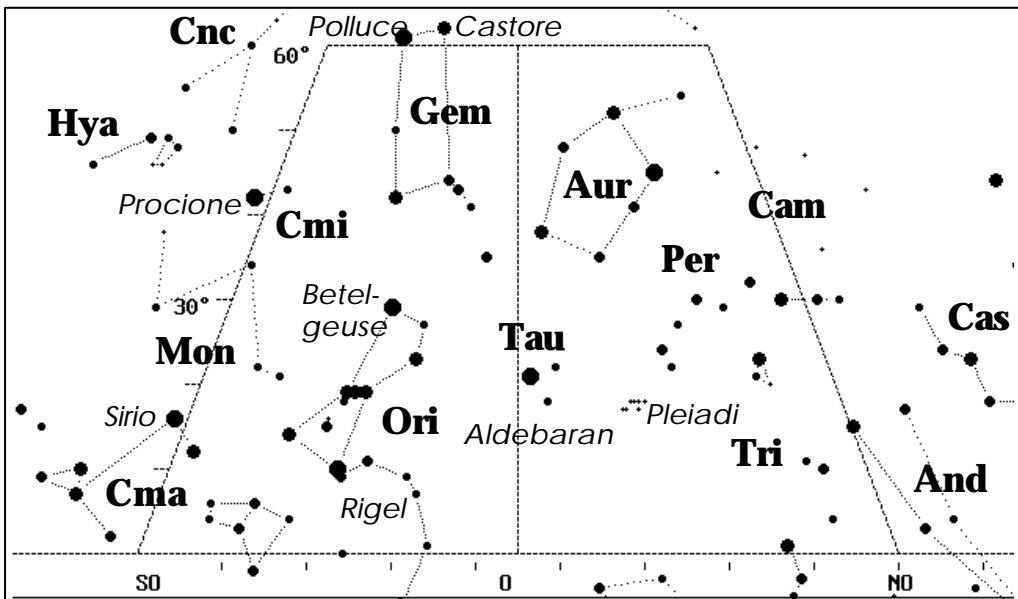 Cnc
Polluce
Castore
60°
Hya
Gem
Aur
Procione
Cmi
Cam
Per
Betel-
geuse
30°
Mon
Tau
Cas
Sirio
Ori
Aldebaran
Pleiadi
Tri
And
Cma
Rigel
SO
O
NO